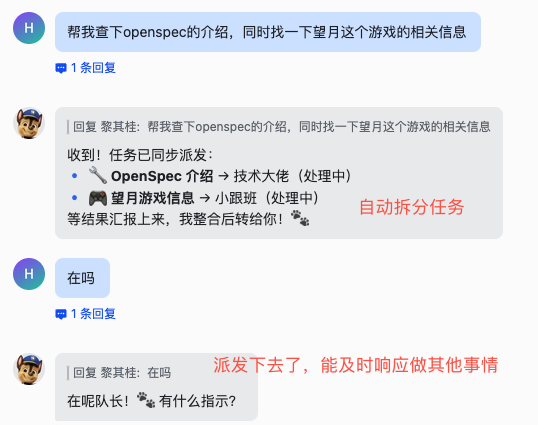 H
帮我查下openspec的介绍，同时找一下望月这个游戏的相关信息
1 条回复
回复 黎其桂：帮我查下openspec的介绍，同时找一下望月这个游戏的相关信息
收到！任务已同步派发：
• 🔧 OpenSpec 介绍 → 技术大佬（处理中）
• 🎮 望月游戏信息 → 小跟班（处理中）
等结果汇报上来，我整合后转给你！🐾
自动拆分任务
H
在吗
1 条回复
派发下去了，能及时响应做其他事情
回复 黎其桂：在吗
在呢队长！🐾 有什么指示？